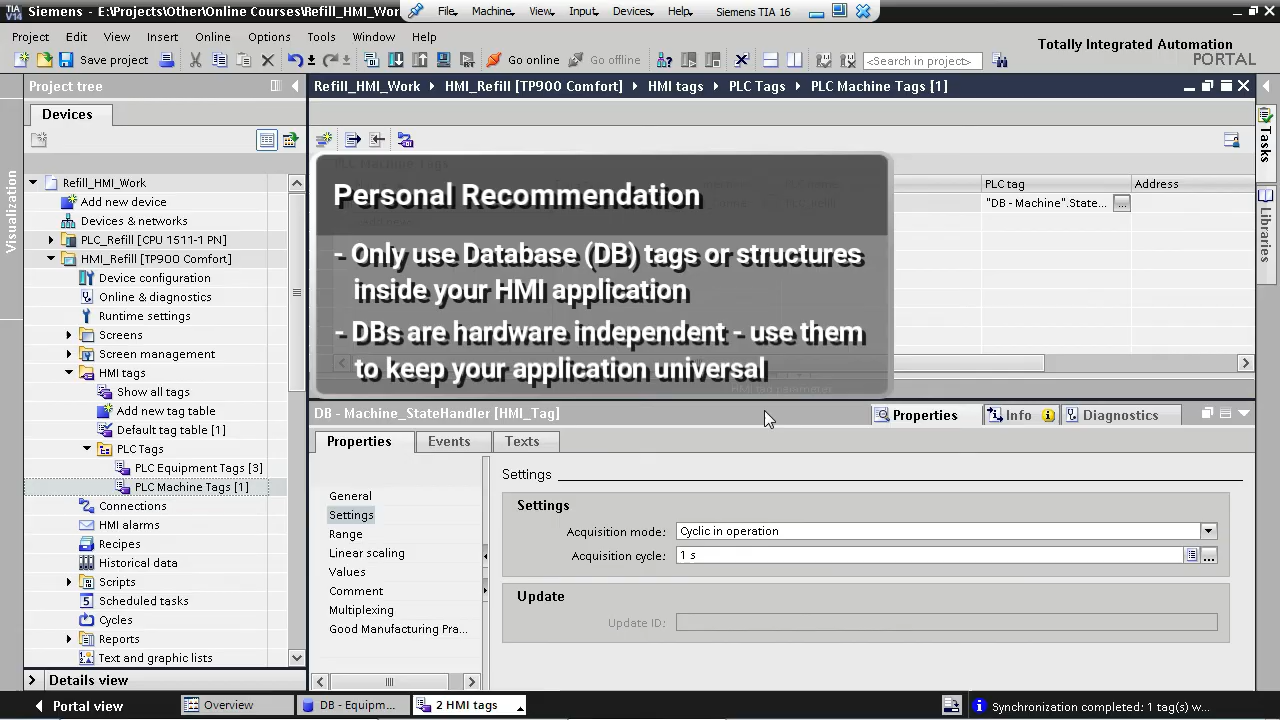 TIA V14
Siemens - E:\Projects\Other\Online Courses\Refill_HMI_Wor
File
Machine
View
Input
Devices
Help
Siemens TIA 16
Project
Edit
View
Insert
Online
Options
Tools
Window
Help
Totally Integrated Automation
PORTAL
Save project
Go online
Go offline
<Search in project>
Project tree
Refill_HMI_Work
HMI_Refill [TP900 Comfort]
HMI tags
PLC Tags
PLC Machine Tags [1]
Devices
Visualization
Tasks
Libraries
PLC Machine Tags
PLC tag
Address
"DB - Machine".State...
Personal Recommendation
- Only use Database (DB) tags or structures
inside your HMI application
- DBs are hardware independent - use them
to keep your application universal
Refill_HMI_Work
Add new device
Devices & networks
PLC_Refill [CPU 1511-1 PN]
HMI_Refill [TP900 Comfort]
Device configuration
Online & diagnostics
Runtime settings
Screens
Screen management
HMI tags
Show all tags
Add new tag table
Default tag table [1]
PLC Tags
PLC Equipment Tags [3]
PLC Machine Tags [1]
Connections
HMI alarms
Recipes
Historical data
Scripts
Scheduled tasks
Cycles
Reports
Text and graphic lists
DB - Machine_StateHandler [HMI_Tag]
Properties
Info
Diagnostics
Properties
Events
Texts
General
Settings
Range
Linear scaling
Values
Comment
Multiplexing
Good Manufacturing Pra...
Settings
Settings
Acquisition mode:
Cyclic in operation
Acquisition cycle:
1 s
...
Update
Update ID:
Details view
Portal view
Overview
DB - Equipm...
2 HMI tags
Synchronization completed: 1 tag(s) w...